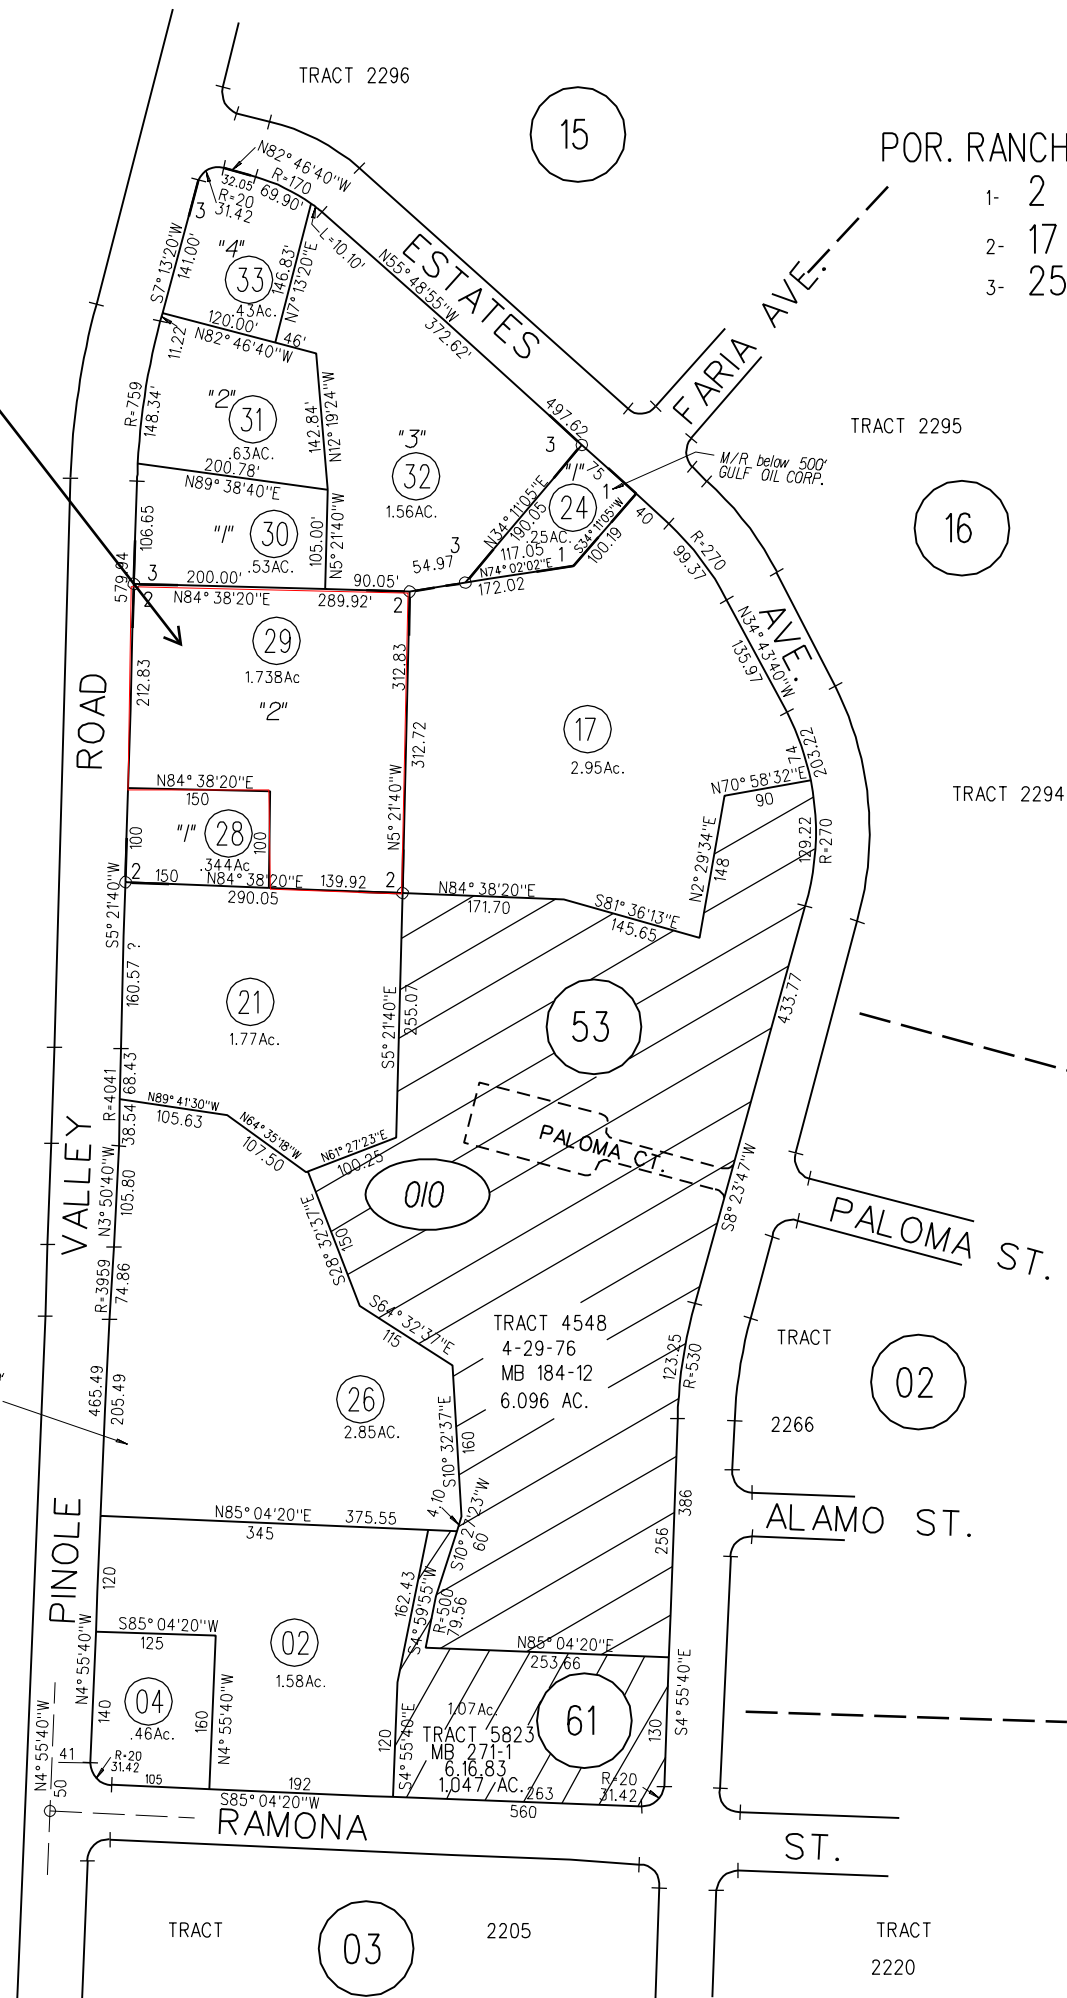 TRACT 2296
15
POR. RANCH
1- 2
2- 17
3- 25
N82°46'40"W
R=170
32.05
69.90'
R=20
31.42
3
"4"
33
.43Ac.
S7°13'20"W
141.00'
146.83'
N7°13'20"E
L=10.10'
120.00'
46'
N82°46'40"W
11.22
N55°48'55"W
372.62'
ESTATES
FARIA AVE.
TRACT 2295
R=759
148.34'
"2"
31
.63AC.
142.84'
N12°19'24"W
200.78'
N89°38'40"E
"3"
32
1.56AC.
497.62
3
"1"
75
1
24
.25AC.
M/R below 500'
GULF OIL CORP.
16
N34°11'05"E
190.05
S34°11'05"W
100.19
40
R=270
99.37
106.65
"1"
30
.53AC.
105.00'
N5°21'40"W
3
54.97
117.05
1
N74°02'02"E
172.02
579.94
3
200.00'
90.05'
2
N84°38'20"E
289.92'
2
29
1.738Ac
"2"
212.83
312.83
312.72
N5°21'40"W
17
2.95Ac.
AVE.
N34°43'40"W
135.97
74
203.22
ROAD
N84°38'20"E
150
N70°58'32"E
90
TRACT 2294
100
"1"
28
.344Ac
100
N2°29'34"E
148
129.22
R=270
2
150
N84°38'20"E
139.92
2
290.05
N84°38'20"E
171.70
S81°36'13"E
145.65
S5°21'40"W
160.57 ?
21
1.77Ac.
S5°21'40"E
255.07
53
433.77
R=4041
68.43'
N89°41'30"W
105.63
N64°35'18"W
107.50
N61°27'23"E
100.25
PALOMA CT.
VALLEY
38.54
N3°50'40"W
105.80
010
S28°32'37"E
150
S8°23'47"W
PALOMA ST.
R=3959
74.86
S64°32'37"E
115
TRACT 4548
4-29-76
MB 184-12
6.096 AC.
123.25
R=530
TRACT
02
2266
465.49
205.49
26
2.85AC.
S10°32'37"E
160
N85°04'20"E
375.55
345
4.10
S10°27'23"W
60
386
256
ALAMO ST.
PINOLE
120
162.43
S4°59'55"W
R=500
79.56
S85°04'20"W
125
02
1.58Ac.
N85°04'20"E
253.66
N4°55'40"W
140
04
.46Ac.
160
N4°55'40"W
120
S4°55'40"E
1.07Ac.
61
TRACT 5823
MB 271-1
6.16.83
1.047 AC.
130
S4°55'40"E
N4°55'40"W
41
50
R=20
31.42
105
192
S85°04'20"W
263
560
R=20
31.42
RAMONA ST.
TRACT 2205
03
TRACT
2220